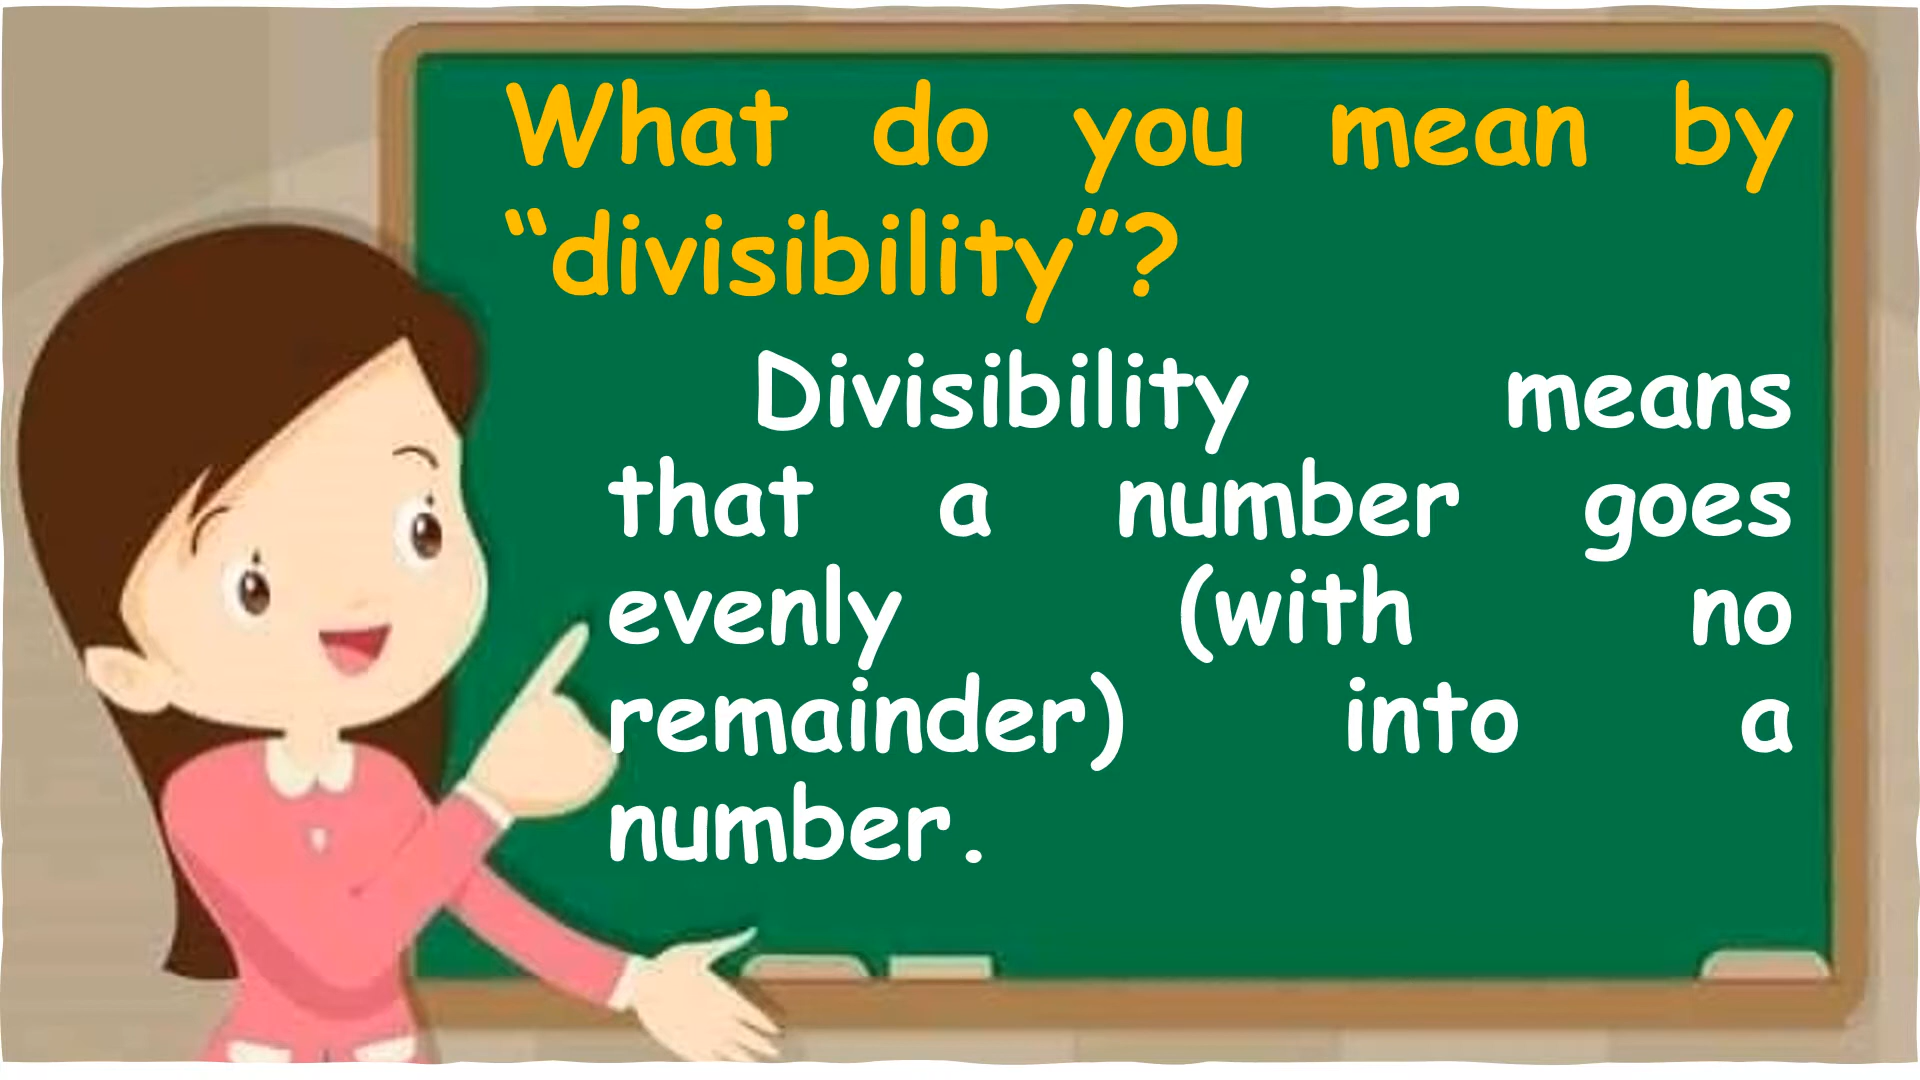 What do you mean by
“divisibility”?
Divisibility means
that a number goes
evenly (with no
remainder) into a
number.